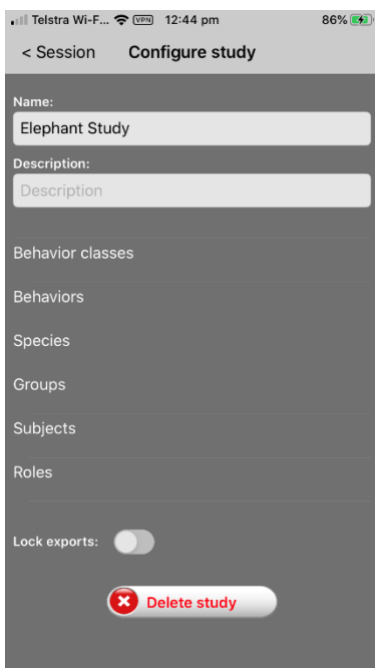 Telstra Wi-F... VPN 12:44 pm 86%
< Session Configure study
Name:
Elephant Study
Description:
Description
Behavior classes
Behaviors
Species
Groups
Subjects
Roles
Lock exports:
Delete study